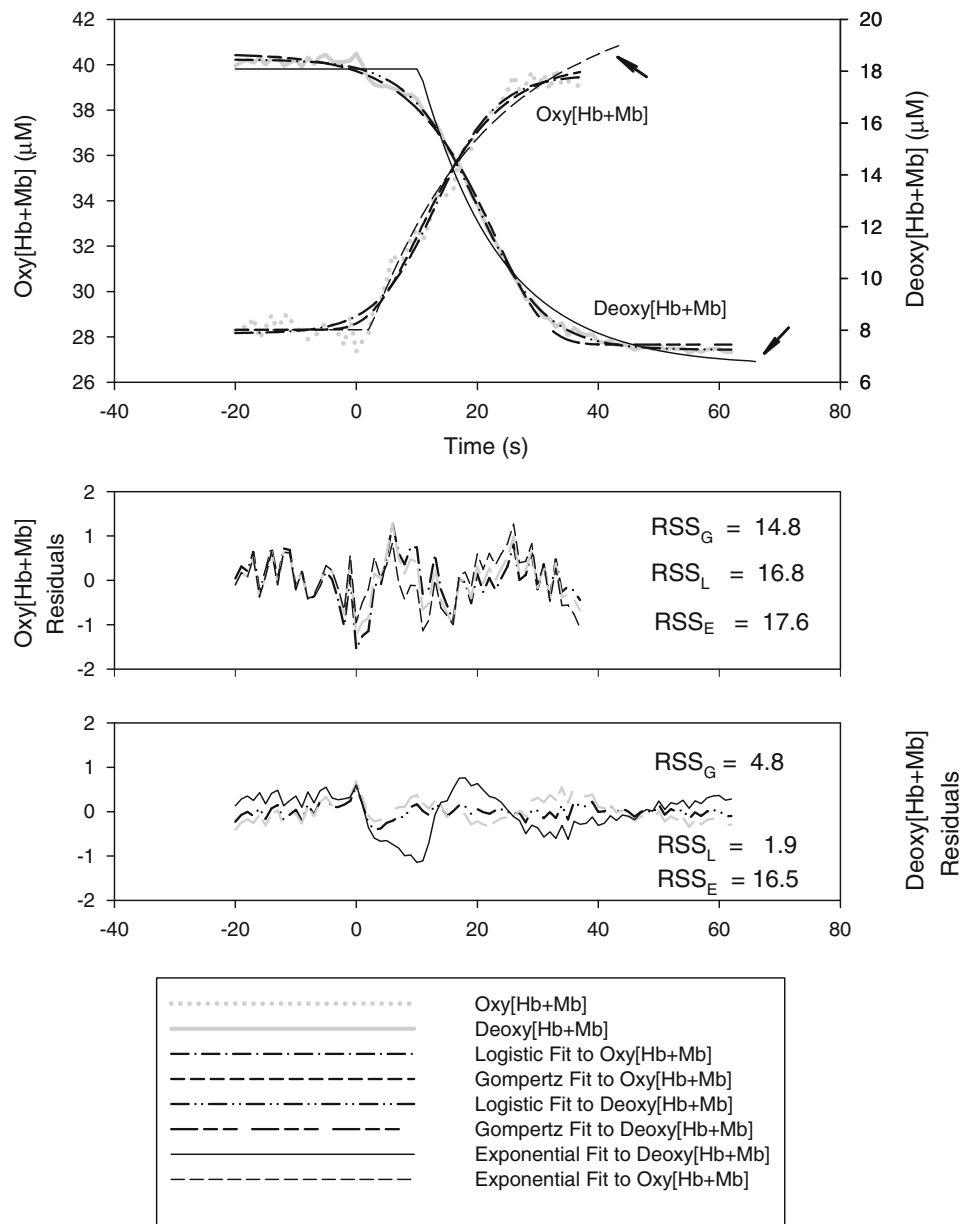 42
40
38
36
34
32
30
28
26
Oxy[Hb+Mb] (μM)
20
18
16
14
12
10
8
6
Deoxy[Hb+Mb] (μM)
Oxy[Hb+Mb]
Deoxy[Hb+Mb]
-40 -20 0 20 40 60 80
Time (s)
2
1
0
-1
-2
Oxy[Hb+Mb]
Residuals
RSS_G = 14.8
RSS_L = 16.8
RSS_E = 17.6
2
1
0
-1
-2
RSS_G = 4.8
RSS_L = 1.9
RSS_E = 16.5
Deoxy[Hb+Mb]
Residuals
-40 -20 0 20 40 60 80
Oxy[Hb+Mb]
Deoxy[Hb+Mb]
Logistic Fit to Oxy[Hb+Mb]
Gompertz Fit to Oxy[Hb+Mb]
Logistic Fit to Deoxy[Hb+Mb]
Gompertz Fit to Deoxy[Hb+Mb]
Exponential Fit to Deoxy[Hb+Mb]
Exponential Fit to Oxy[Hb+Mb]